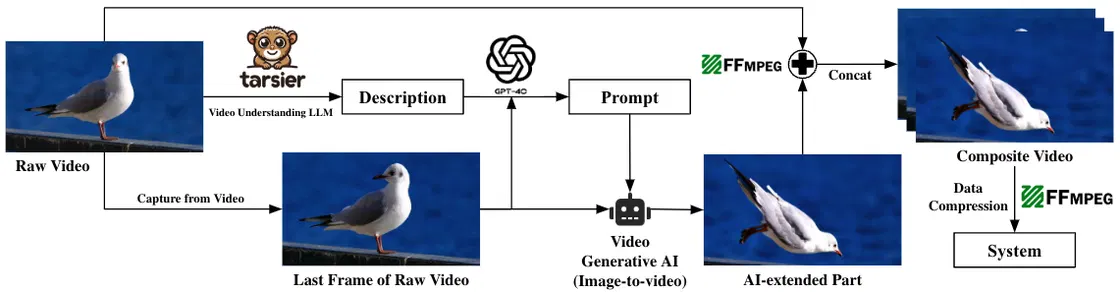 Raw Video
tarsier
Video Understanding LLM
Description
GPT-4O
Prompt
FFMPEG
Concat
Composite Video
Capture from Video
Last Frame of Raw Video
Video
Generative AI
(Image-to-video)
AI-extended Part
Data
Compression
FFMPEG
System